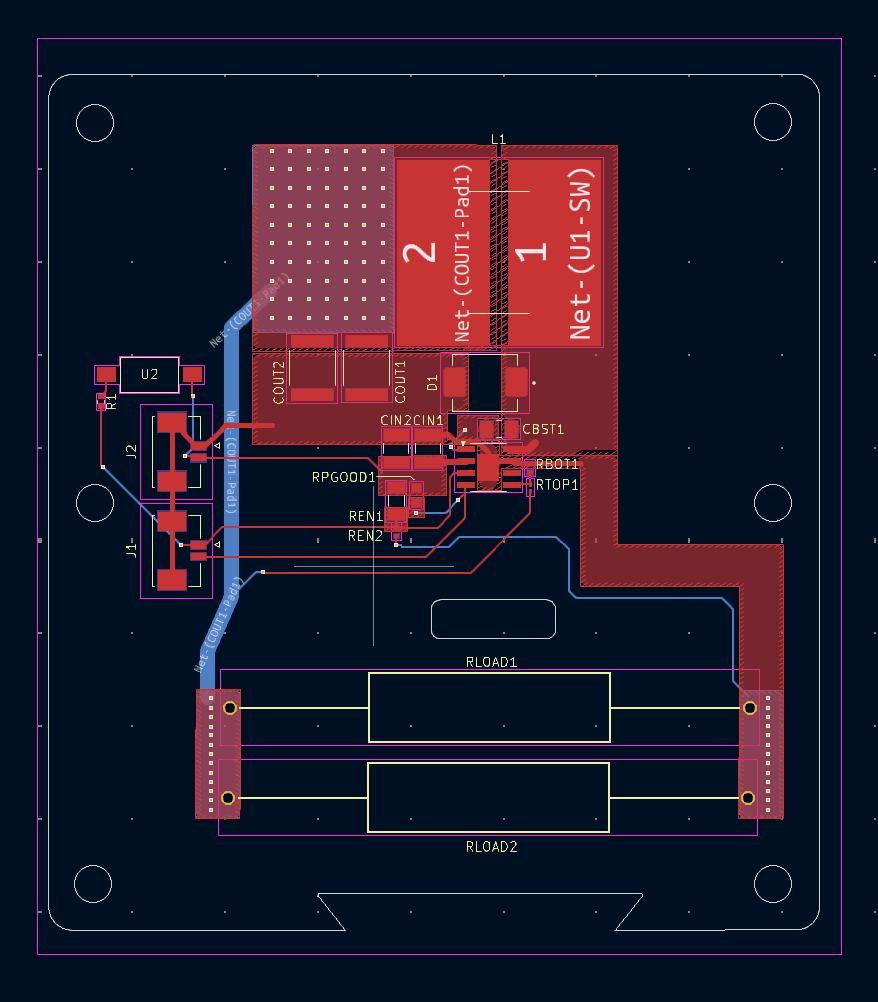 L1
2
Net-(COUT1-Pad1)
1
Net-(U1-SW)
Net-(COUT1-Pad1)
U2
R1
COUT2
COUT1
D1
CIN2
CIN1
CBST1
J2
Net-(COUT1-Pad1)
RPGOOD1
RBOT1
RTOP1
REN1
REN2
J1
Net-(COUT1-Pad1)
RLOAD1
RLOAD2